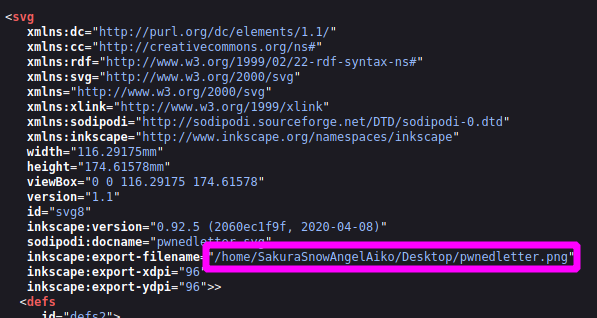 <svg
xmlns:dc="http://purl.org/dc/elements/1.1/"
xmlns:cc="http://creativecommons.org/ns#"
xmlns:rdf="http://www.w3.org/1999/02/22-rdf-syntax-ns#"
xmlns:svg="http://www.w3.org/2000/svg"
xmlns="http://www.w3.org/2000/svg"
xmlns:xlink="http://www.w3.org/1999/xlink"
xmlns:sodipodi="http://sodipodi.sourceforge.net/DTD/sodipodi-0.dtd"
xmlns:inkscape="http://www.inkscape.org/namespaces/inkscape"
width="116.29175mm"
height="174.61578mm"
viewBox="0 0 116.29175 174.61578"
version="1.1"
id="svg8"
inkscape:version="0.92.5 (2060ec1f9f, 2020-04-08)"
sodipodi:docname="pwnedletter.svg"
inkscape:export-filename="/home/SakuraSnowAngelAiko/Desktop/pwnedletter.png"
inkscape:export-xdpi="96"
inkscape:export-ydpi="96">>
<defs
id="defs2">